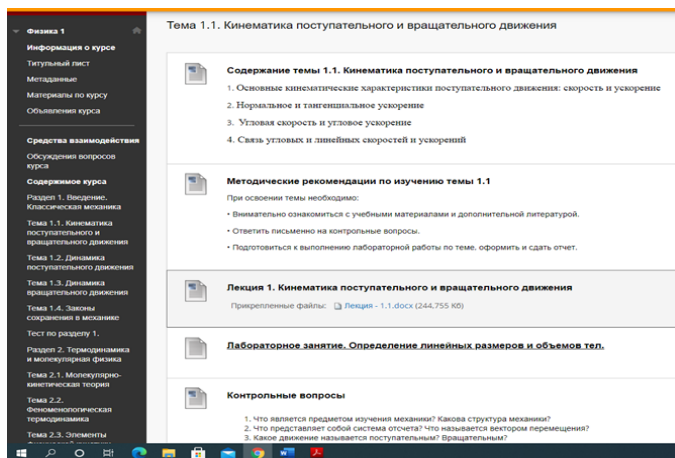 Физика 1
Информация о курсе
Титульный лист
Метаданные
Материалы по курсу
Объявления курса
Средства взаимодействия
Обсуждения вопросов
курса
Содержимое курса
Раздел 1. Введение.
Классическая механика
Тема 1.1. Кинематика
поступательного и
вращательного движения
Тема 1.2. Динамика
поступательного движения
Тема 1.3. Динамика
вращательного движения
Тема 1.4. Законы
сохранения в механике
Тест по разделу 1.
Раздел 2. Термодинамика
и молекулярная физика
Тема 2.1. Молекулярно-
кинетическая теория
Тема 2.2.
Феноменологическая
термодинамика
Тема 2.3. Элементы
Тема 1.1. Кинематика поступательного и вращательного движения
Содержание темы 1.1. Кинематика поступательного и вращательного движения
1. Основные кинематические характеристики поступательного движения: скорость и ускорение
2. Нормальное и тангенциальное ускорение
3. Угловая скорость и угловое ускорение
4. Связь угловых и линейных скоростей и ускорений
Методические рекомендации по изучению темы 1.1
При освоении темы необходимо:
• Внимательно ознакомиться с учебными материалами и дополнительной литературой.
• Ответить письменно на контрольные вопросы.
• Подготовиться к выполнению лабораторной работы по теме, оформить и сдать отчет.
Лекция 1. Кинематика поступательного и вращательного движения
Прикрепленные файлы: Лекция - 1.1.docx (244,755 Кб)
Лабораторное занятие. Определение линейных размеров и объемов тел.
Контрольные вопросы
1. Что является предметом изучения механики? Какова структура механики?
2. Что представляет собой система отсчета? Что называется вектором перемещения?
3. Какое движение называется поступательным? Вращательным?